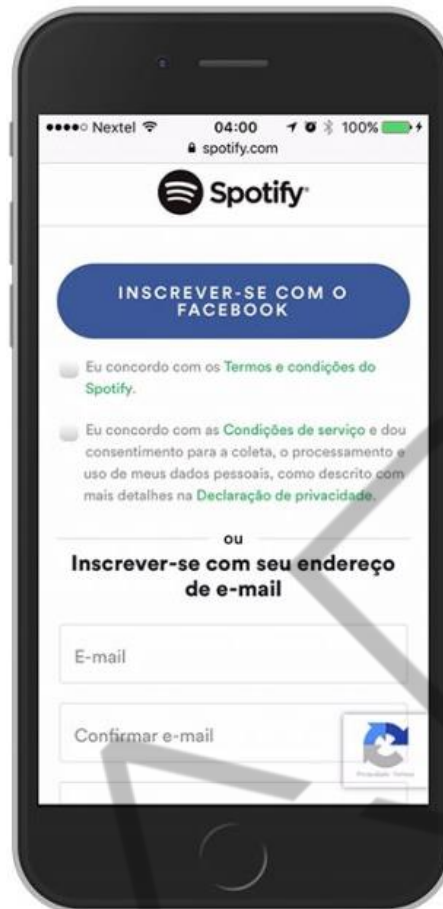 Nextel 04:00 100%
spotify.com
Spotify
INSCREVER-SE COM O
FACEBOOK
Eu concordo com os Termos e condições do
Spotify.
Eu concordo com as Condições de serviço e dou
consentimento para a coleta, o processamento e
uso de meus dados pessoais, como descrito com
mais detalhes na Declaração de privacidade.
ou
Inscrever-se com seu endereço
de e-mail
E-mail
Confirmar e-mail
Privacidade Termos